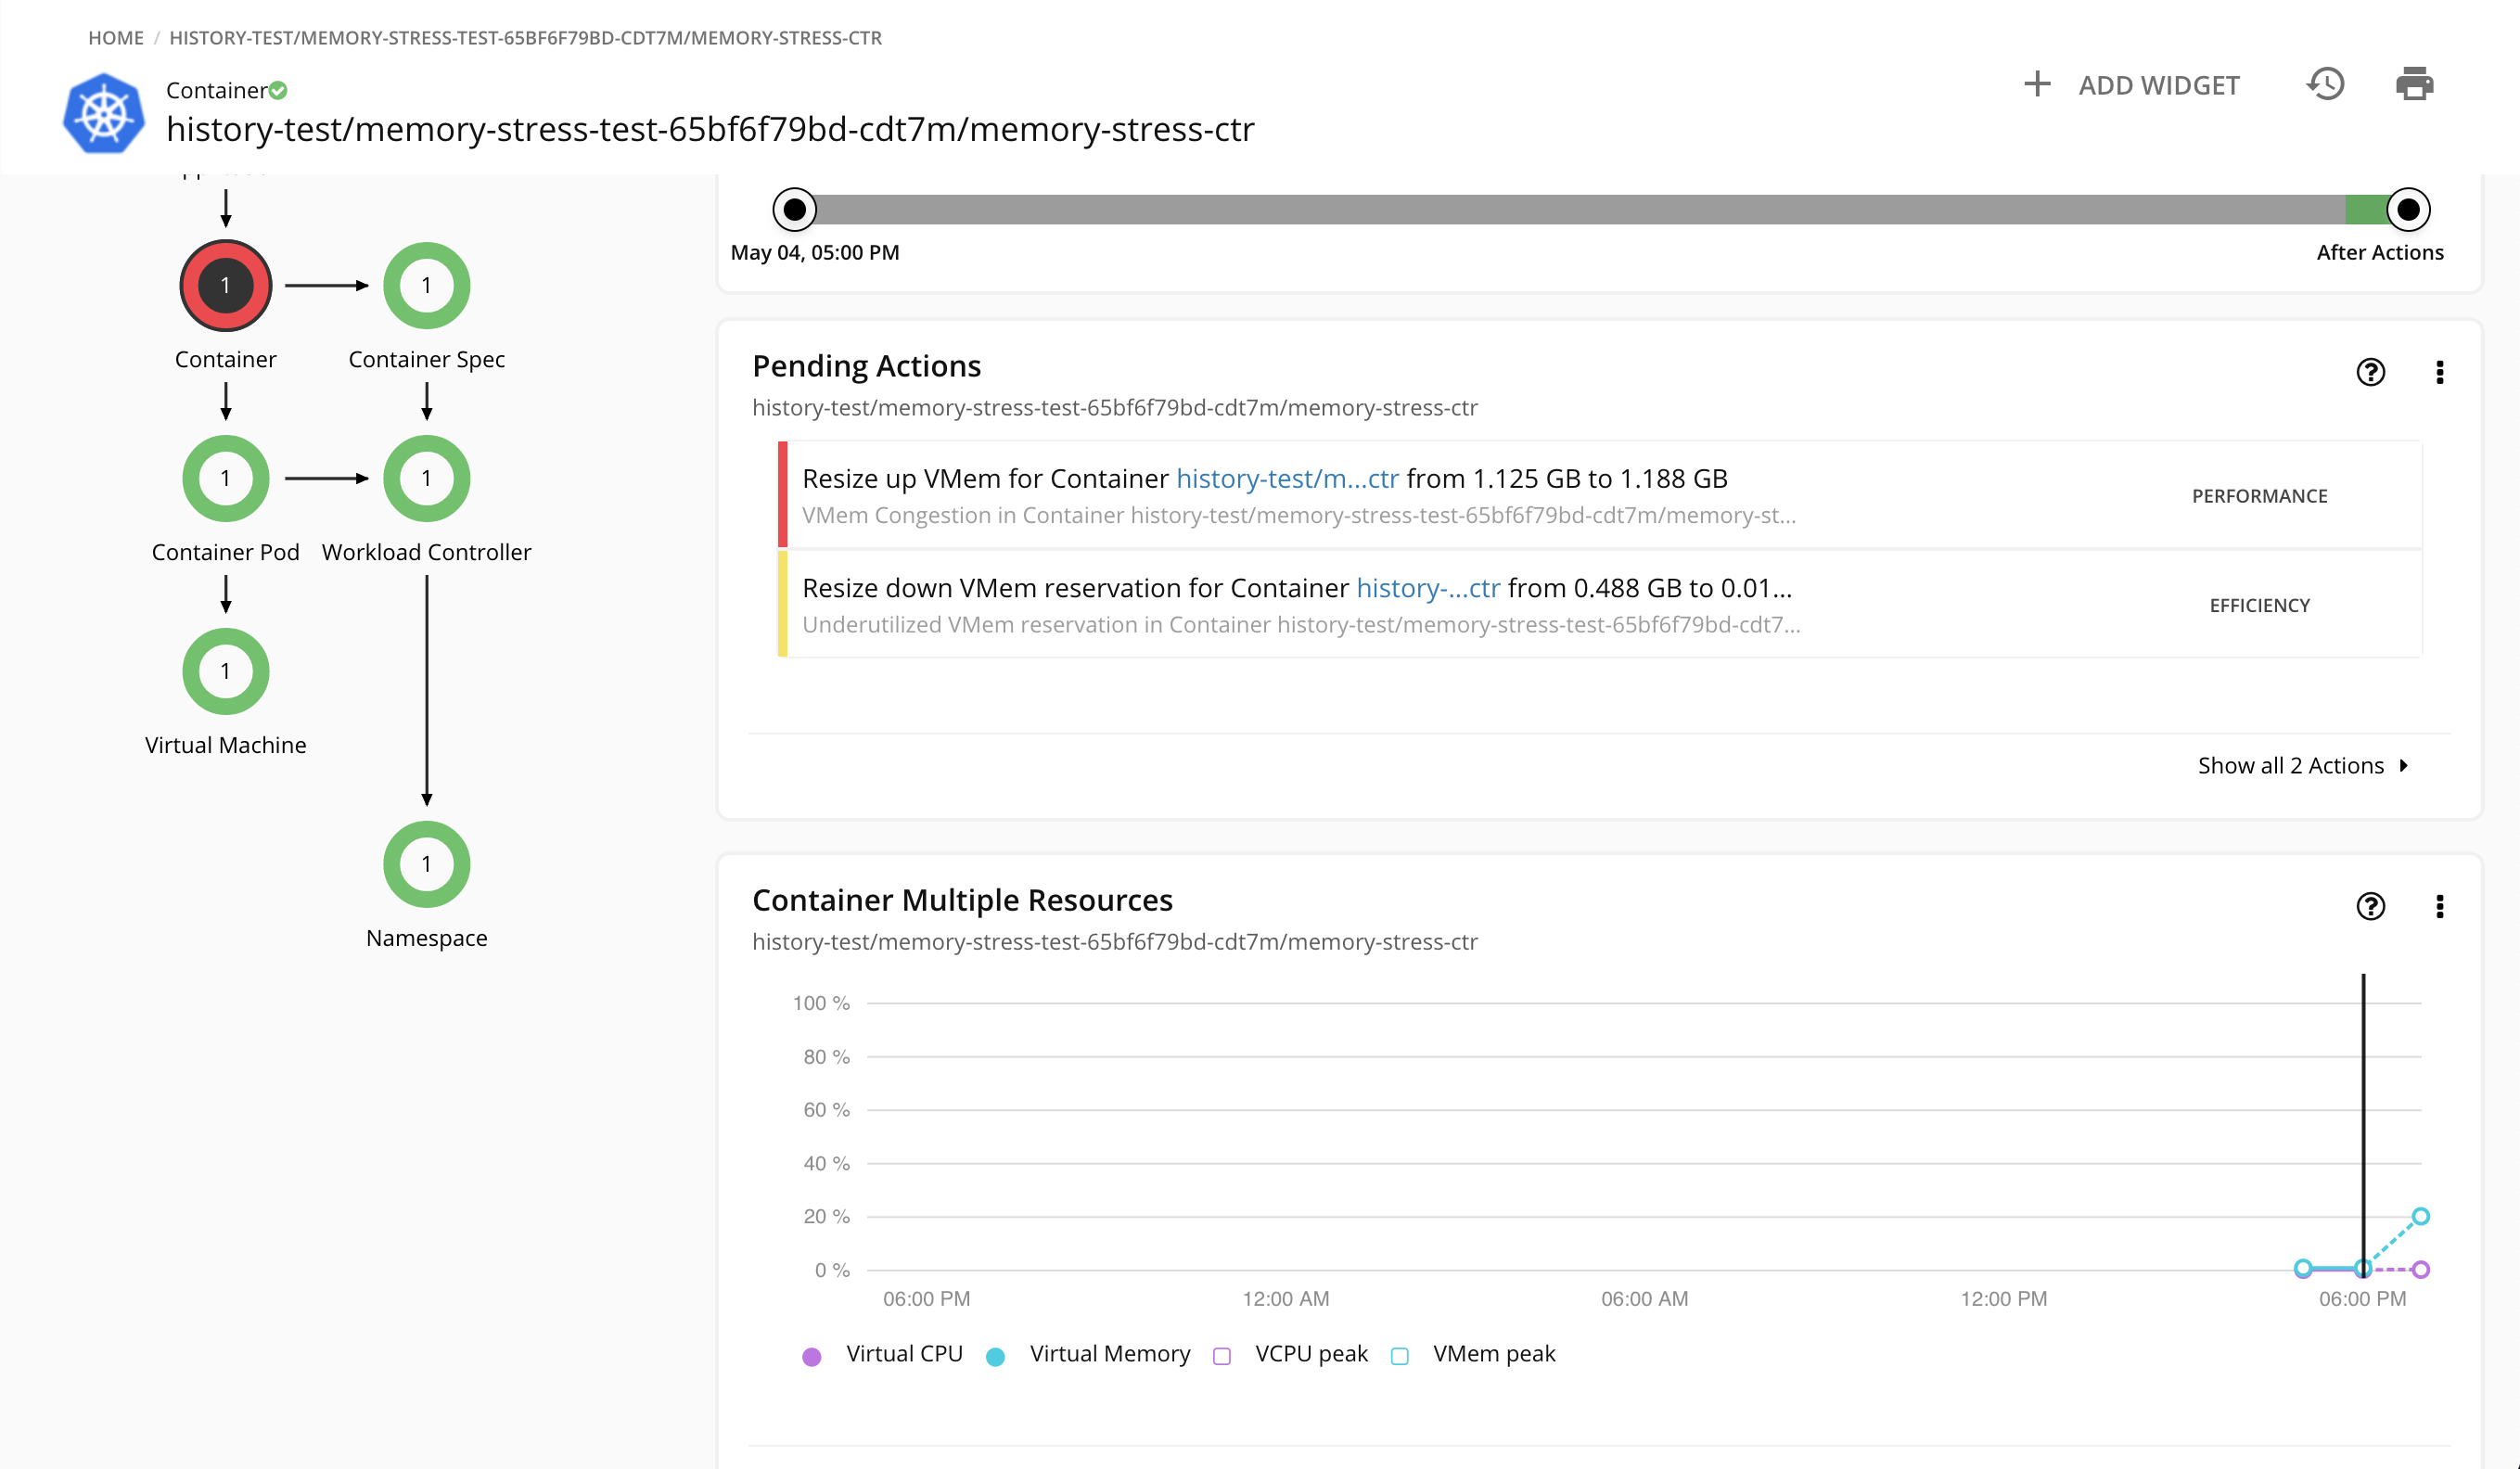 HOME / HISTORY-TEST/MEMORY-STRESS-TEST-65BF6F79BD-CDT7M/MEMORY-STRESS-CTR
Container
history-test/memory-stress-test-65bf6f79bd-cdt7m/memory-stress-ctr
ADD WIDGET
1
1
Container
Container Spec
1
1
Container Pod
Workload Controller
1
Virtual Machine
1
Namespace
May 04, 05:00 PM
After Actions
Pending Actions
history-test/memory-stress-test-65bf6f79bd-cdt7m/memory-stress-ctr
Resize up VMem for Container history-test/m...ctr from 1.125 GB to 1.188 GB
VMem Congestion in Container history-test/memory-stress-test-65bf6f79bd-cdt7m/memory-st...
PERFORMANCE
Resize down VMem reservation for Container history-...ctr from 0.488 GB to 0.01...
Underutilized VMem reservation in Container history-test/memory-stress-test-65bf6f79bd-cdt7...
EFFICIENCY
Show all 2 Actions
Container Multiple Resources
history-test/memory-stress-test-65bf6f79bd-cdt7m/memory-stress-ctr
100 %
80 %
60 %
40 %
20 %
0 %
06:00 PM
12:00 AM
06:00 AM
12:00 PM
06:00 PM
Virtual CPU
Virtual Memory
VCPU peak
VMem peak